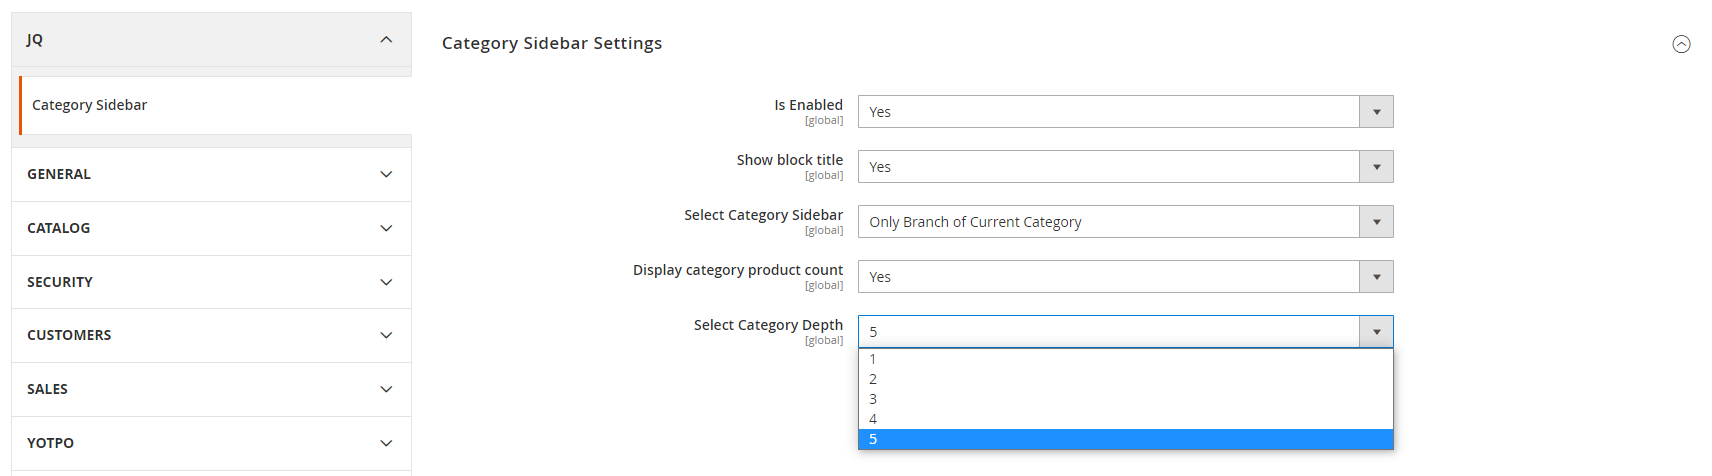 JQ
Category Sidebar
GENERAL
CATALOG
SECURITY
CUSTOMERS
SALES
YOTPO
Category Sidebar Settings
Is Enabled
[global]
Yes
Show block title
[global]
Yes
Select Category Sidebar
[global]
Only Branch of Current Category
Display category product count
[global]
Yes
Select Category Depth
[global]
5
1
2
3
4
5